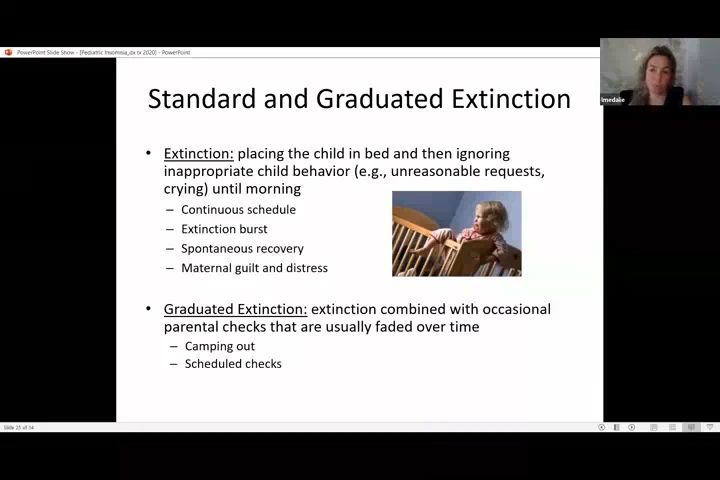 PowerPoint Slide Show - [Pediatric Insomnia_dx tx 2020] - PowerPoint
lmedale
Standard and Graduated Extinction
• Extinction: placing the child in bed and then ignoring
inappropriate child behavior (e.g., unreasonable requests,
crying) until morning
– Continuous schedule
– Extinction burst
– Spontaneous recovery
– Maternal guilt and distress
• Graduated Extinction: extinction combined with occasional
parental checks that are usually faded over time
– Camping out
– Scheduled checks